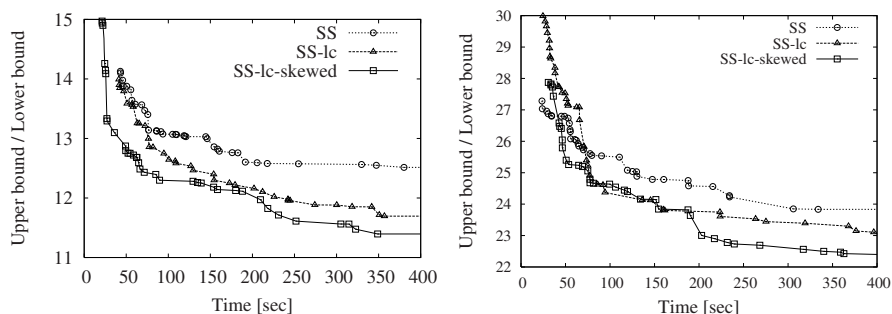 Upper bound / Lower bound
15
14
13
12
11
0 50 100 150 200 250 300 350 400
Time [sec]
SS
SS-lc
SS-lc-skewed
Upper bound / Lower bound
30
29
28
27
26
25
24
23
22
0 50 100 150 200 250 300 350 400
Time [sec]
SS
SS-lc
SS-lc-skewed